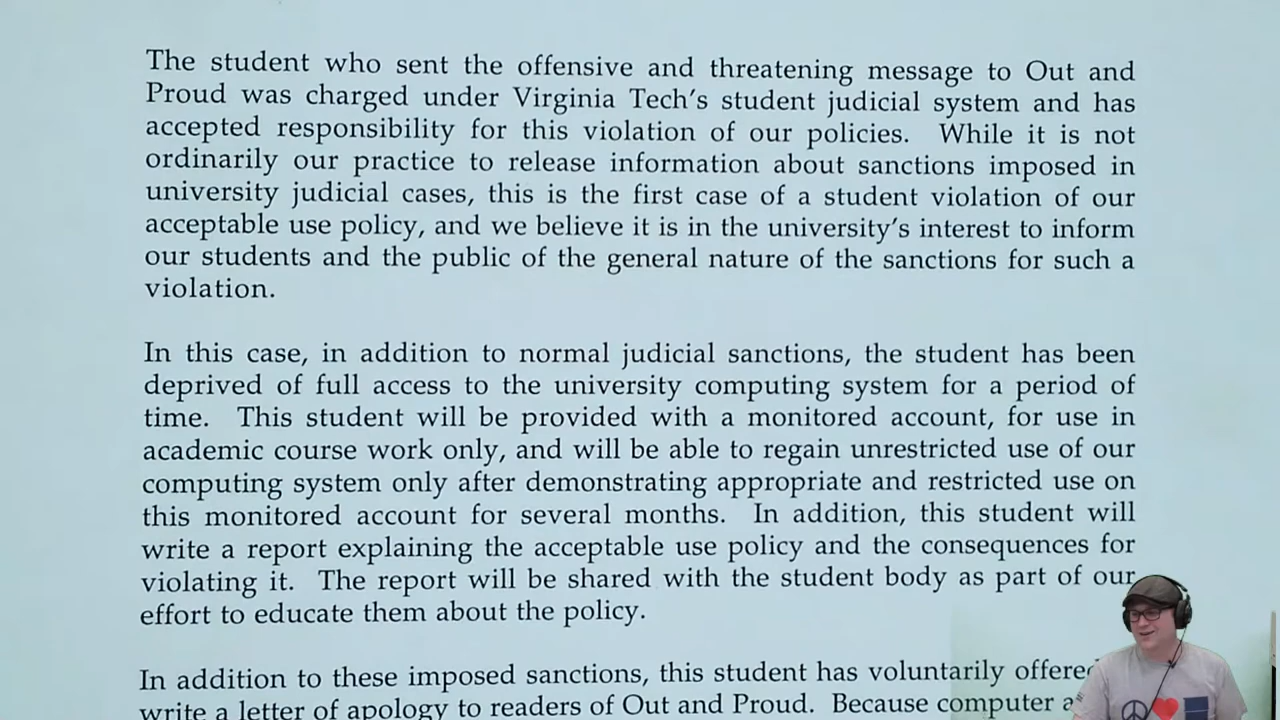 The student who sent the offensive and threatening message to Out and
Proud was charged under Virginia Tech's student judicial system and has
accepted responsibility for this violation of our policies. While it is not
ordinarily our practice to release information about sanctions imposed in
university judicial cases, this is the first case of a student violation of our
acceptable use policy, and we believe it is in the university's interest to inform
our students and the public of the general nature of the sanctions for such a
violation.
In this case, in addition to normal judicial sanctions, the student has been
deprived of full access to the university computing system for a period of
time. This student will be provided with a monitored account, for use in
academic course work only, and will be able to regain unrestricted use of our
computing system only after demonstrating appropriate and restricted use on
this monitored account for several months. In addition, this student will
write a report explaining the acceptable use policy and the consequences for
violating it. The report will be shared with the student body as part of our
effort to educate them about the policy.
In addition to these imposed sanctions, this student has voluntarily offered
write a letter of apology to readers of Out and Proud. Because computer